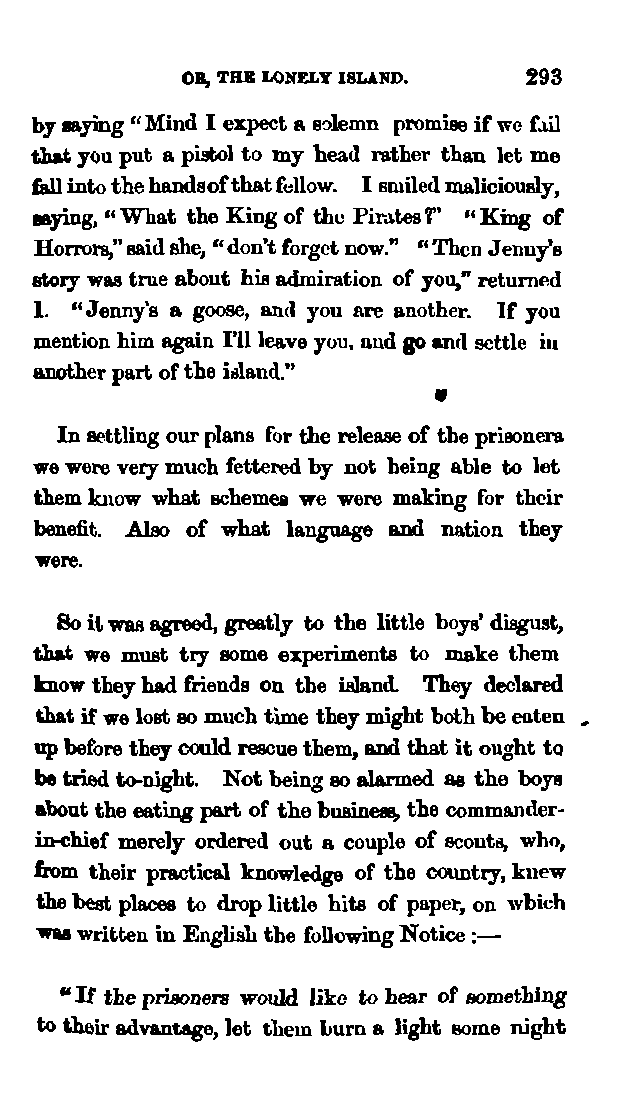 OR, THE LONELY ISLAND. 293
by saying "Mind I expect a solemn promise if we fail
that you put a pistol to my head rather than let me
fall into the hands of that fellow. I smiled maliciously,
saying, "What the King of the Pirates?" "King of
Horrors," said she, "don't forget now." "Then Jenny's
story was true about his admiration of you," returned
I. "Jenny's a goose, and you are another. If you
mention him again I'll leave you, and go and settle in
another part of the island."
In settling our plans for the release of the prisoners
we were very much fettered by not being able to let
them know what schemes we were making for their
benefit. Also of what language and nation they
were.
So it was agreed, greatly to the little boys' disgust,
that we must try some experiments to make them
know they had friends on the island. They declared
that if we lost so much time they might both be eaten
up before they could rescue them, and that it ought to
be tried to-night. Not being so alarmed as the boys
about the eating part of the business, the commander-
in-chief merely ordered out a couple of scouts, who,
from their practical knowledge of the country, knew
the best places to drop little bits of paper, on which
was written in English the following Notice :—
"If the prisoners would like to hear of something
to their advantage, let them burn a light some night